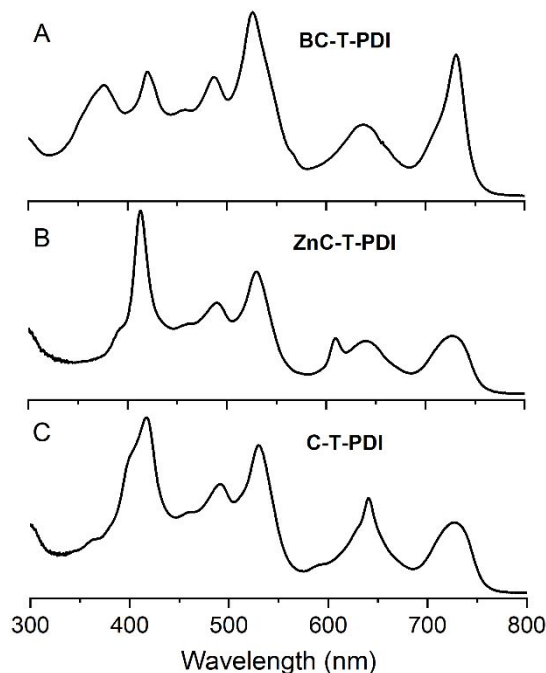 A
BC-T-PDI
B
ZnC-T-PDI
C
C-T-PDI
300 400 500 600 700 800
Wavelength (nm)